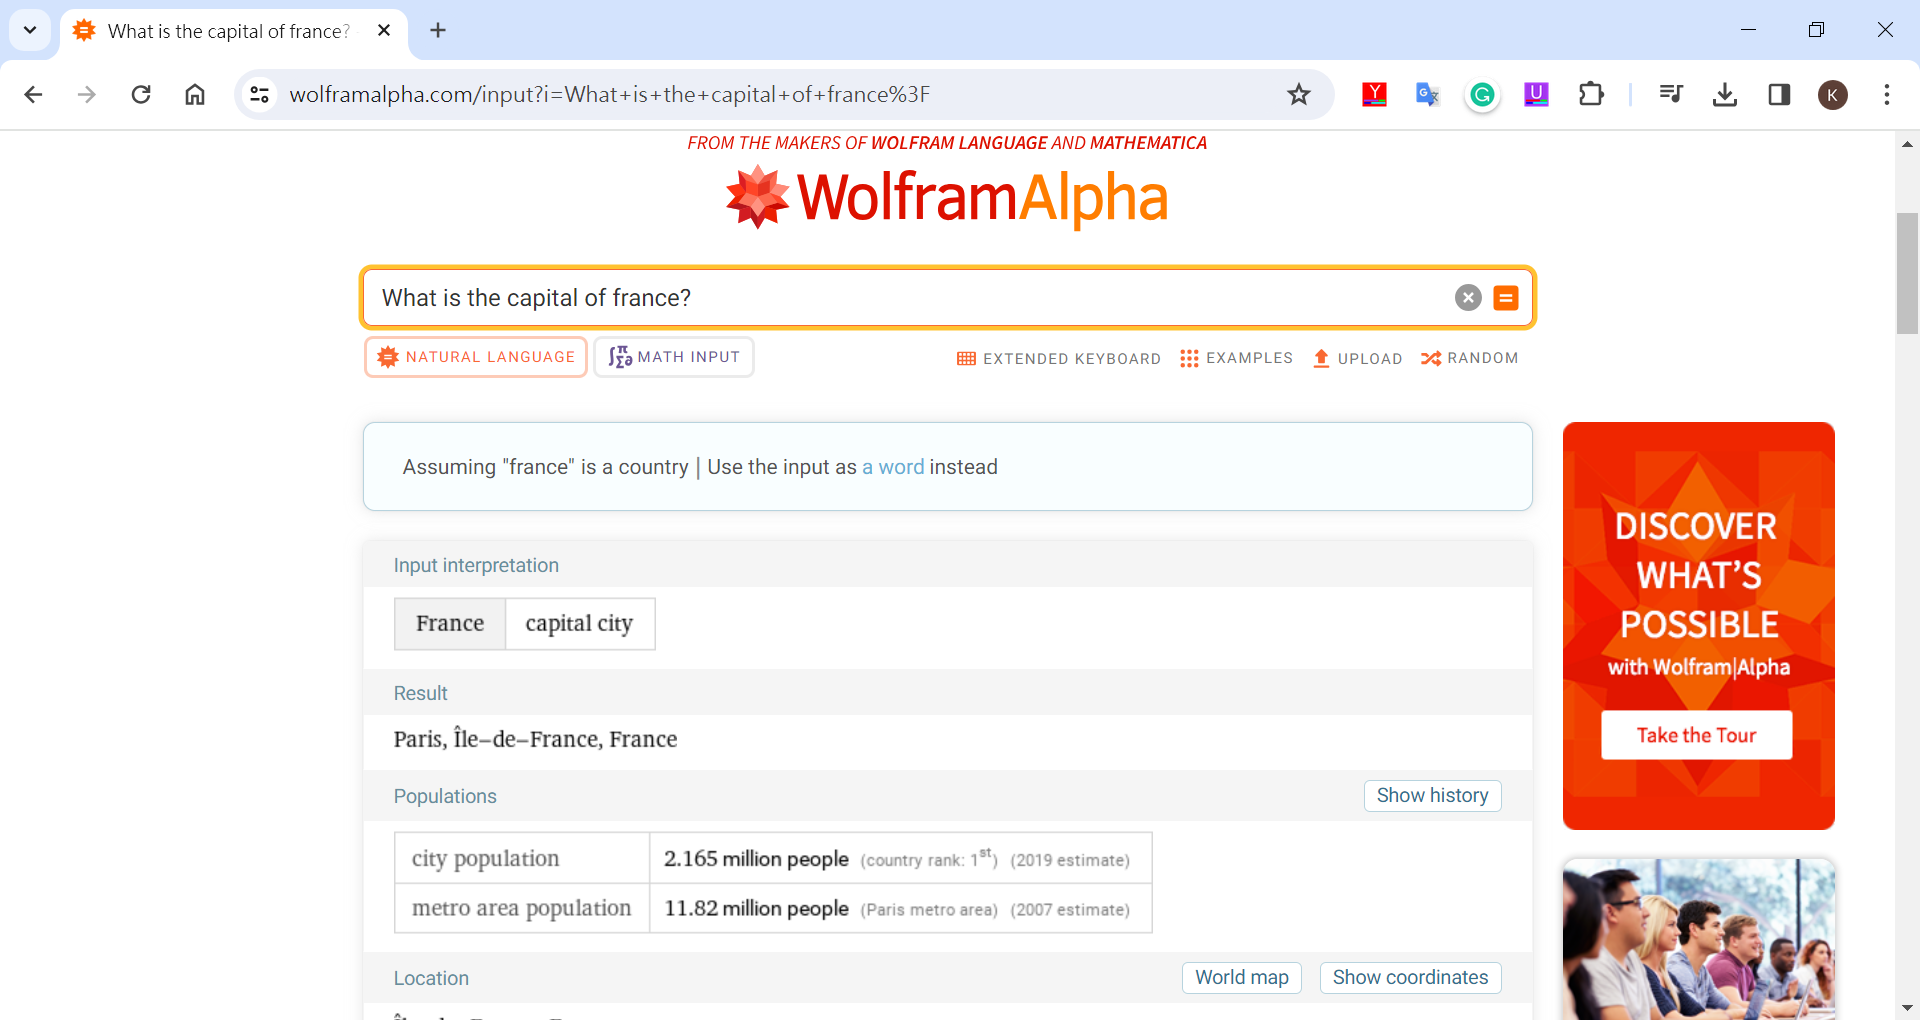 What is the capital of france?
wolframalpha.com/input?i=What+is+the+capital+of+france%3F
K
FROM THE MAKERS OF WOLFRAM LANGUAGE AND MATHEMATICA
WolframAlpha
What is the capital of france?
NATURAL LANGUAGE
MATH INPUT
EXTENDED KEYBOARD
EXAMPLES
UPLOAD
RANDOM
Assuming "france" is a country | Use the input as a word instead
Input interpretation
France capital city
Result
Paris, Île-de-France, France
Populations
Show history
city population 2.165 million people (country rank: 1st) (2019 estimate)
metro area population 11.82 million people (Paris metro area) (2007 estimate)
Location
World map
Show coordinates
DISCOVER
WHAT'S
POSSIBLE
with Wolfram|Alpha
Take the Tour